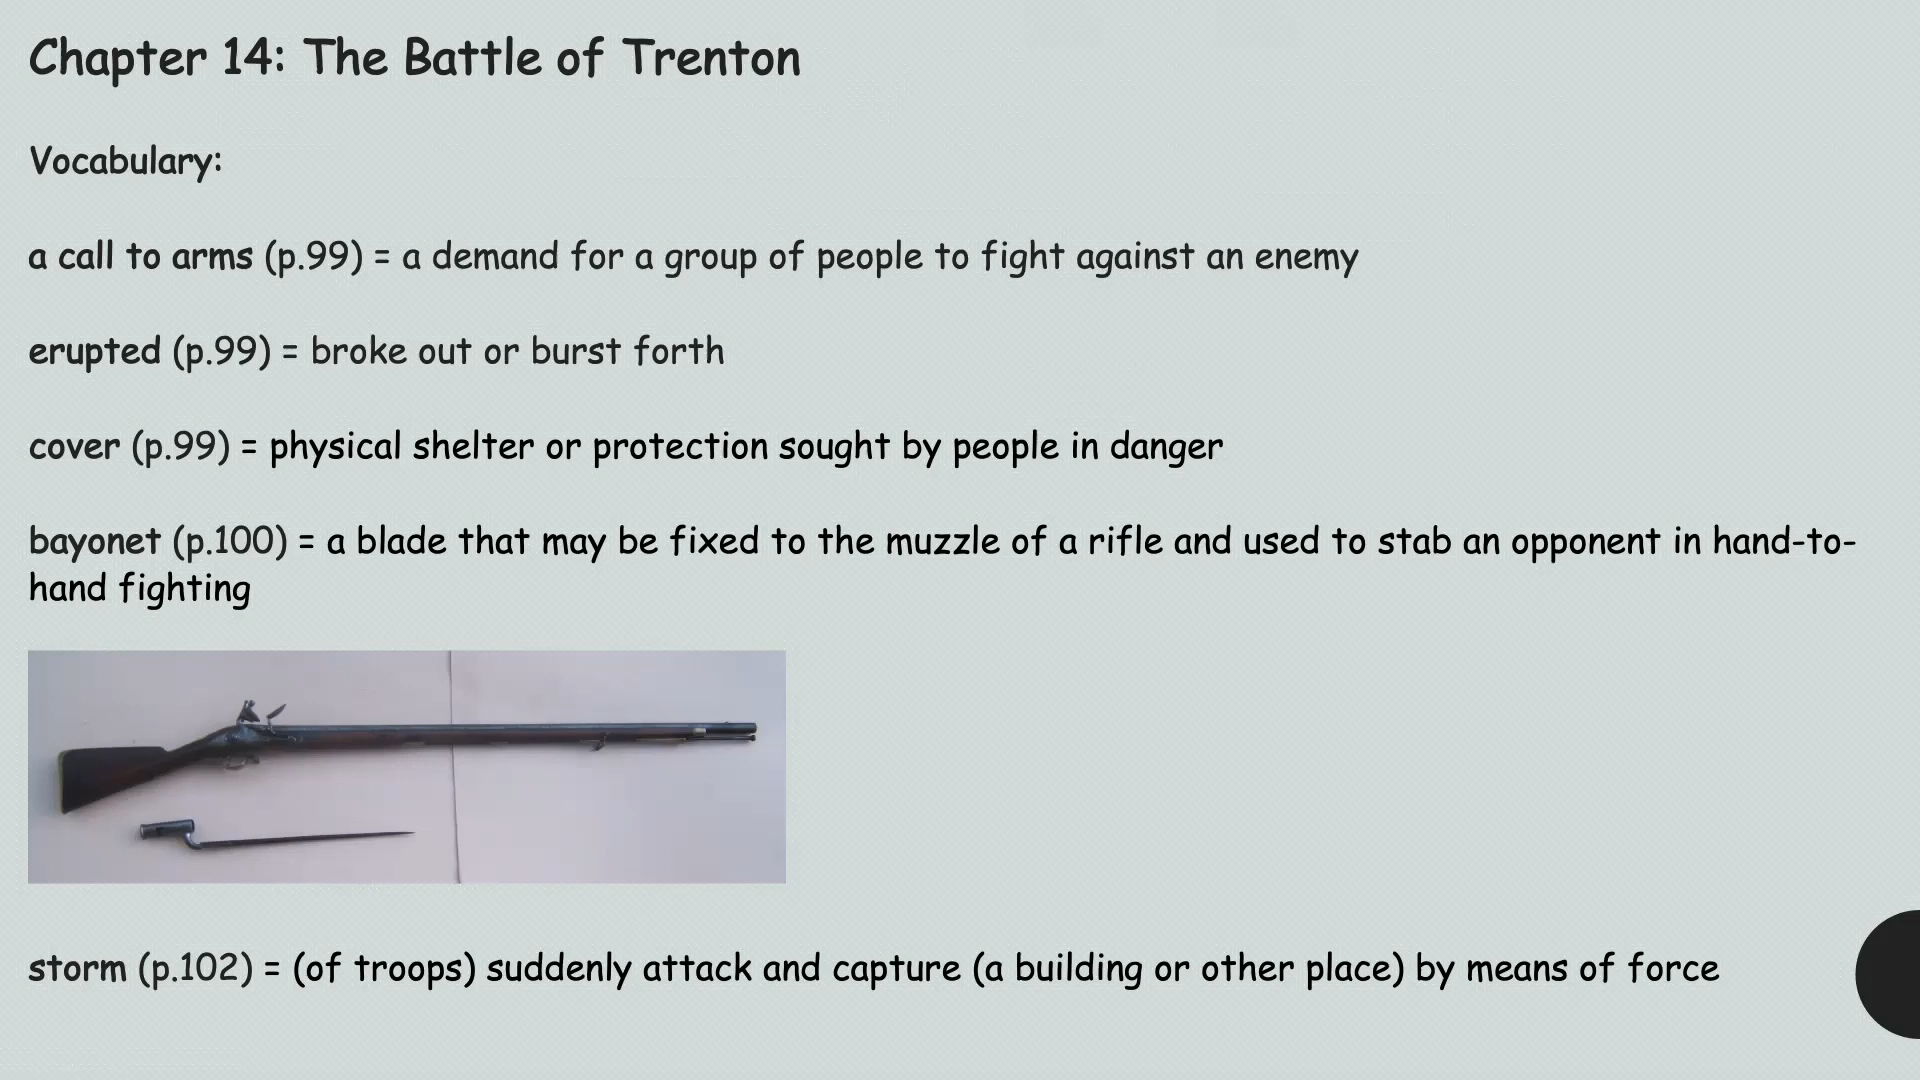 Chapter 14: The Battle of Trenton
Vocabulary:
a call to arms (p.99) = a demand for a group of people to fight against an enemy
erupted (p.99) = broke out or burst forth
cover (p.99) = physical shelter or protection sought by people in danger
bayonet (p.100) = a blade that may be fixed to the muzzle of a rifle and used to stab an opponent in hand-to-
hand fighting
storm (p.102) = (of troops) suddenly attack and capture (a building or other place) by means of force